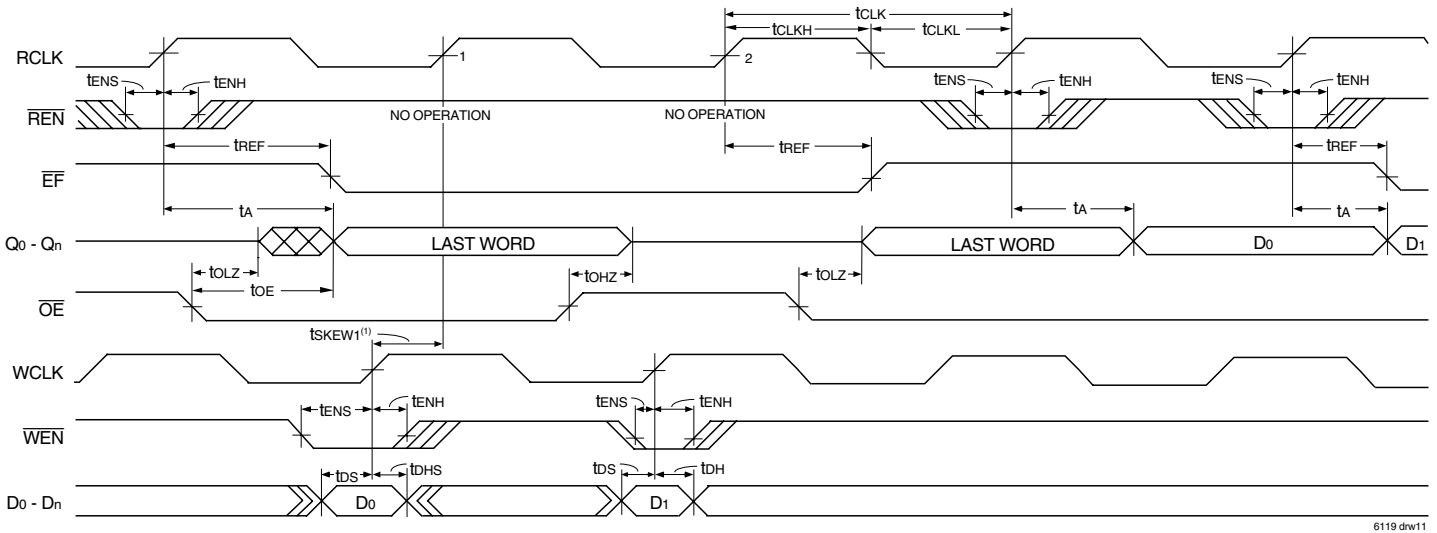 tCLK
tCLKH tCLKL
RCLK 1 2
tENS tENH tENS tENH tENS tENH
REN NO OPERATION NO OPERATION
tREF tREF tREF
EF
tA tA tA
Q0 - Qn LAST WORD LAST WORD D0 D1
tOLZ tOHZ tOLZ
tOE
OE
tSKEW1(1)
WCLK
tENS tENH tENS tENH
WEN
tDS tDHS tDS tDH
D0 - Dn D0 D1
6119 drw11